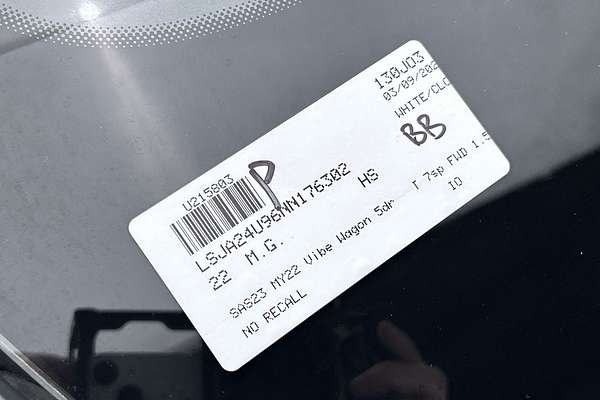 U215803
P
130J03
03/09/202
WHITE/CLO
BB
LSJA24U96NN176302
22 M.G. HS
SAS23 MY22 Vibe Wagon 5dr T 7sp FWD 1.5
NO RECALL IO